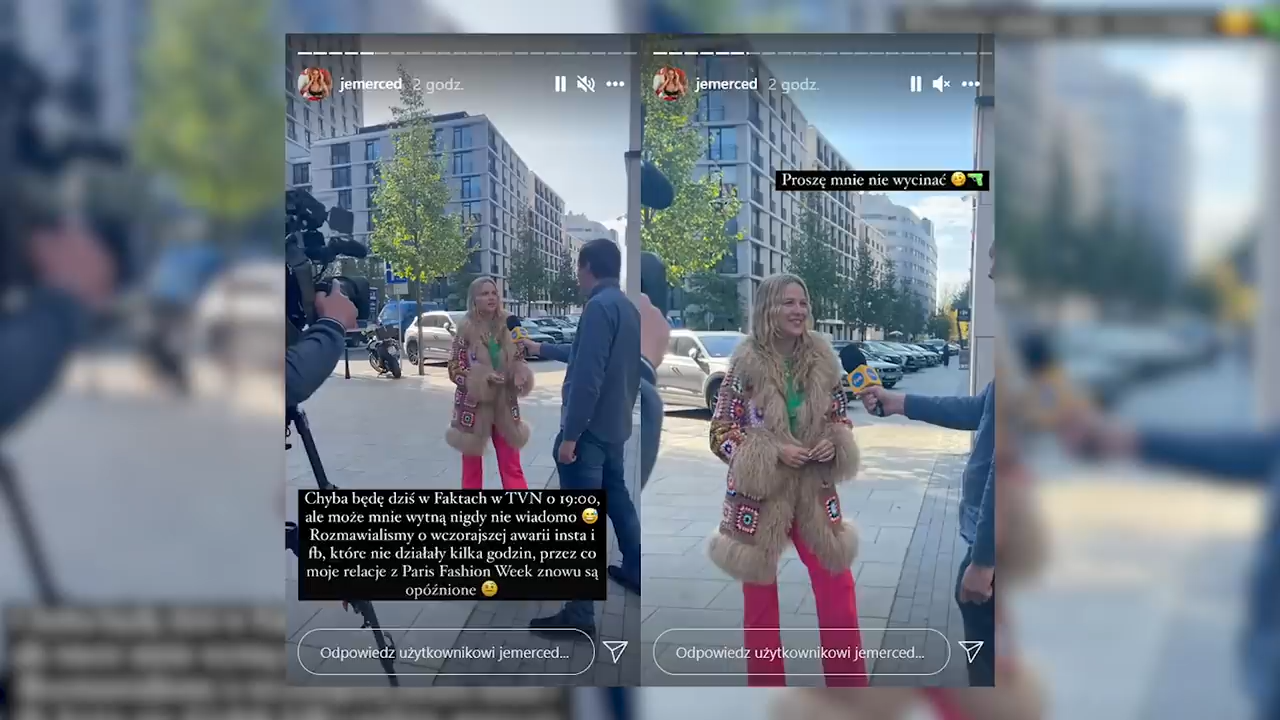 jemerced 2 godz.
Chyba będę dziś w Faktach w TVN o 19:00,
ale może mnie wytną nigdy nie wiadomo 😅
Rozmawialismy o wczorajszej awarii insta i
fb, które nie działały kilka godzin, przez co
moje relacje z Paris Fashion Week znowu są
opóźnione 🤨
Odpowiedz użytkownikowi jemerced...
jemerced 2 godz.
Proszę mnie nie wycinać 🤨🔫
Odpowiedz użytkownikowi jemerced...